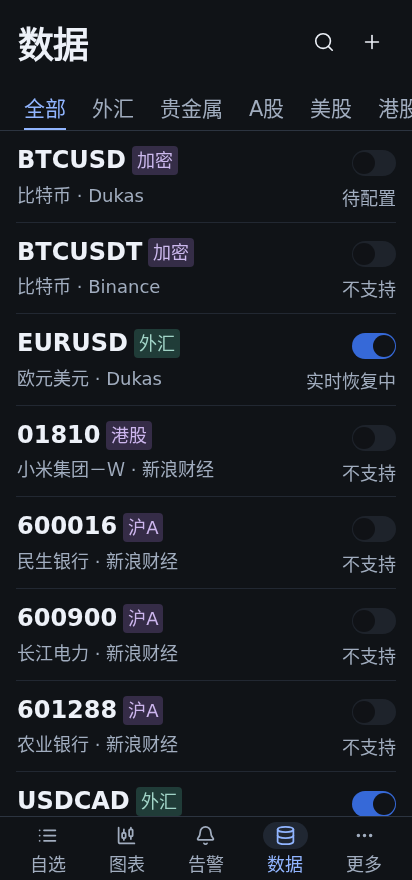 数据
全部 外汇 贵金属 A股 美股 港股
BTCUSD 加密
比特币 · Dukas 待配置
BTCUSDT 加密
比特币 · Binance 不支持
EURUSD 外汇
欧元美元 · Dukas 实时恢复中
01810 港股
小米集团－W · 新浪财经 不支持
600016 沪A
民生银行 · 新浪财经 不支持
600900 沪A
长江电力 · 新浪财经 不支持
601288 沪A
农业银行 · 新浪财经 不支持
USDCAD 外汇
自选 图表 告警 数据 更多